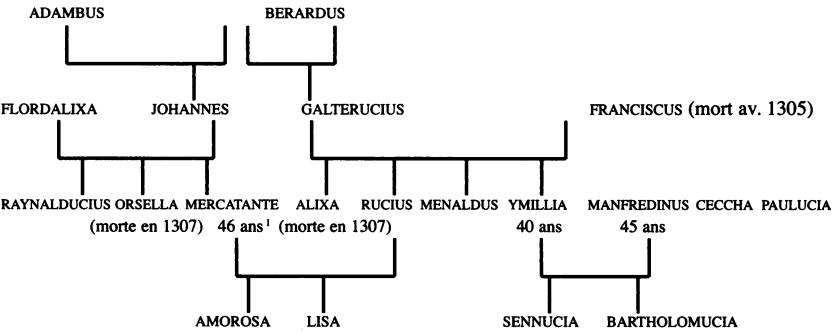 ADAMBUS BERARDUS
FLORDALIXA JOHANNES GALTERUCIUS FRANCISCUS (mort av. 1305)
RAYNALDUCIUS ORSELLA MERCATANTE ALIXA RUCIUS MENALDUS YMILLIA MANFREDINUS CECCHA PAULUCIA
(morte en 1307) 46 ans¹ (morte en 1307) 40 ans 45 ans
AMOROSA LISA SENNUCIA BARTHOLOMUCIA